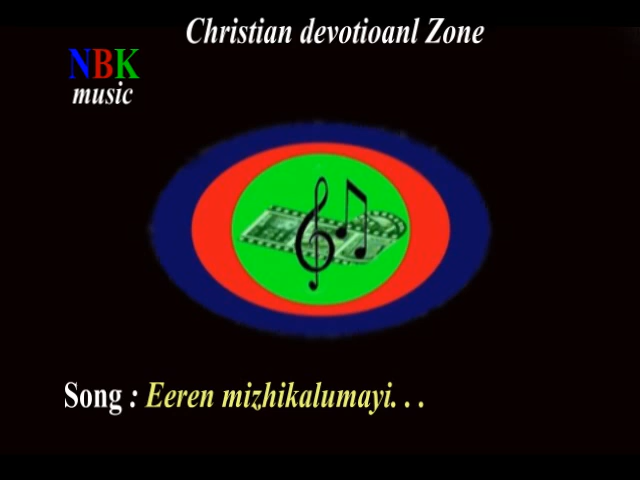 Christian devotioanl Zone
NBK
music
Song : Eeren mizhikalumayi. . .